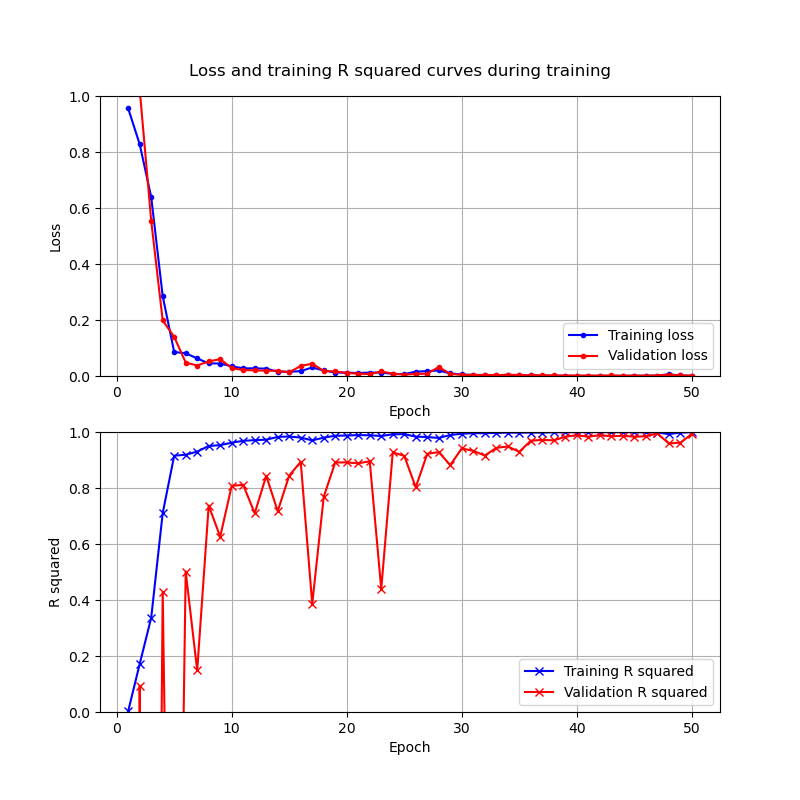 Loss and training R squared curves during training
1.0
0.8
0.6
0.4
0.2
0.0
Loss
Training loss
Validation loss
0 10 20 30 40 50
Epoch
1.0
0.8
0.6
0.4
0.2
0.0
R squared
Training R squared
Validation R squared
0 10 20 30 40 50
Epoch